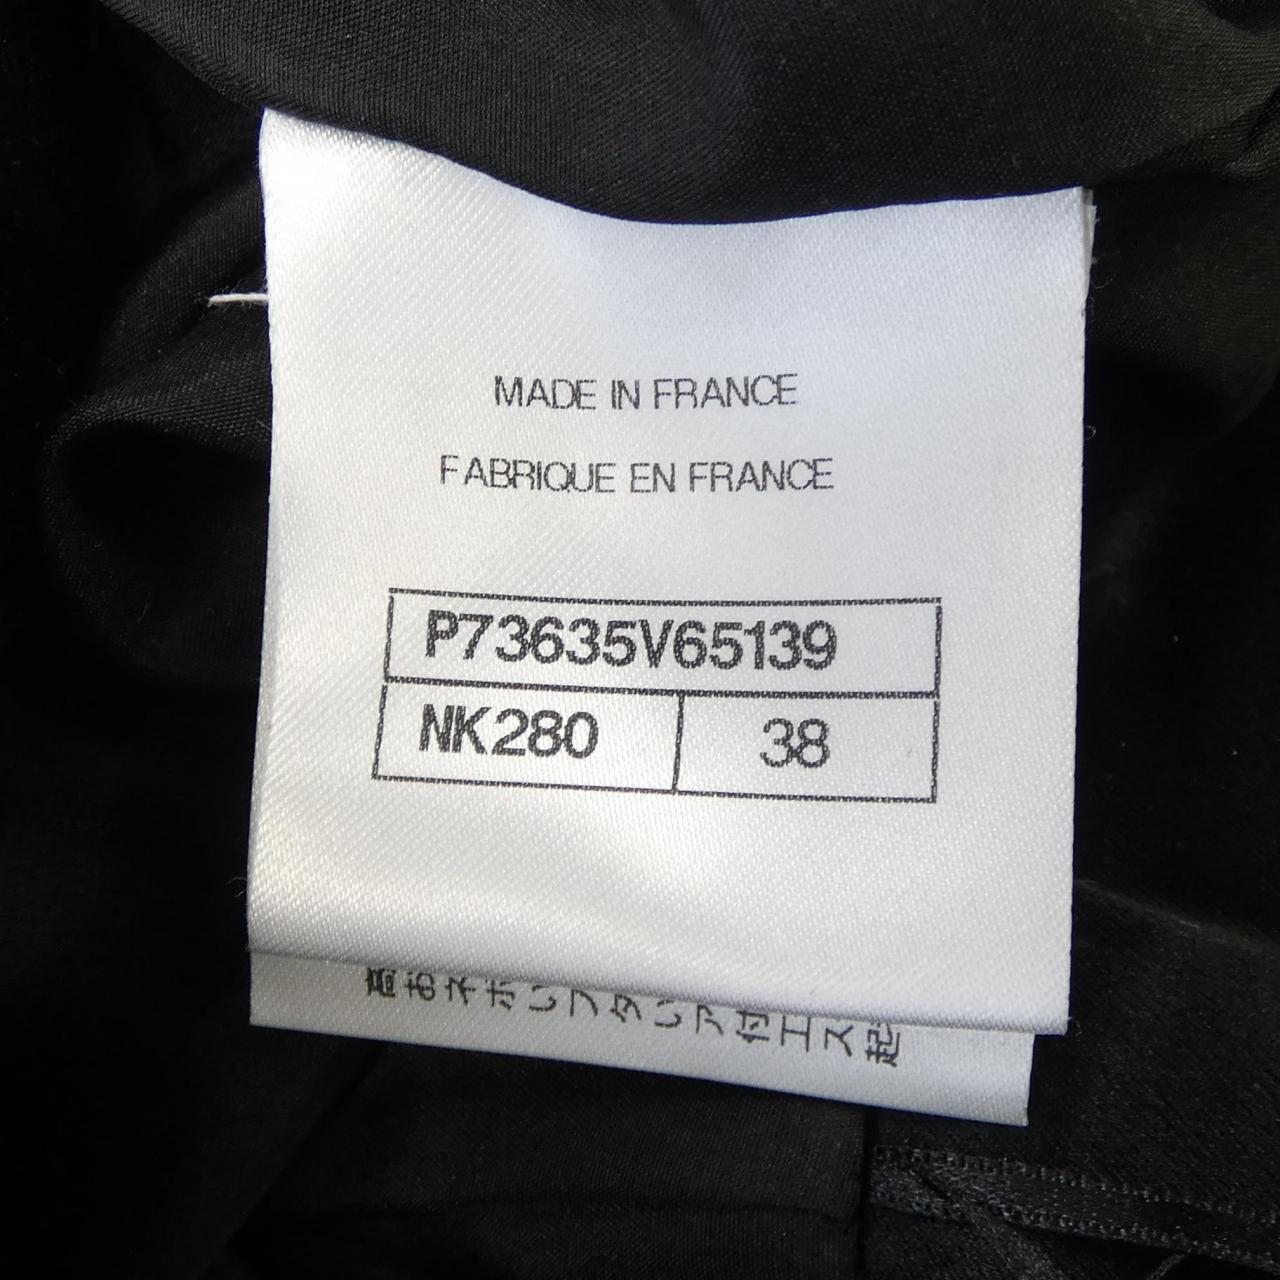 MADE IN FRANCE
FABRIQUE EN FRANCE
P73635V65139
NK280
38